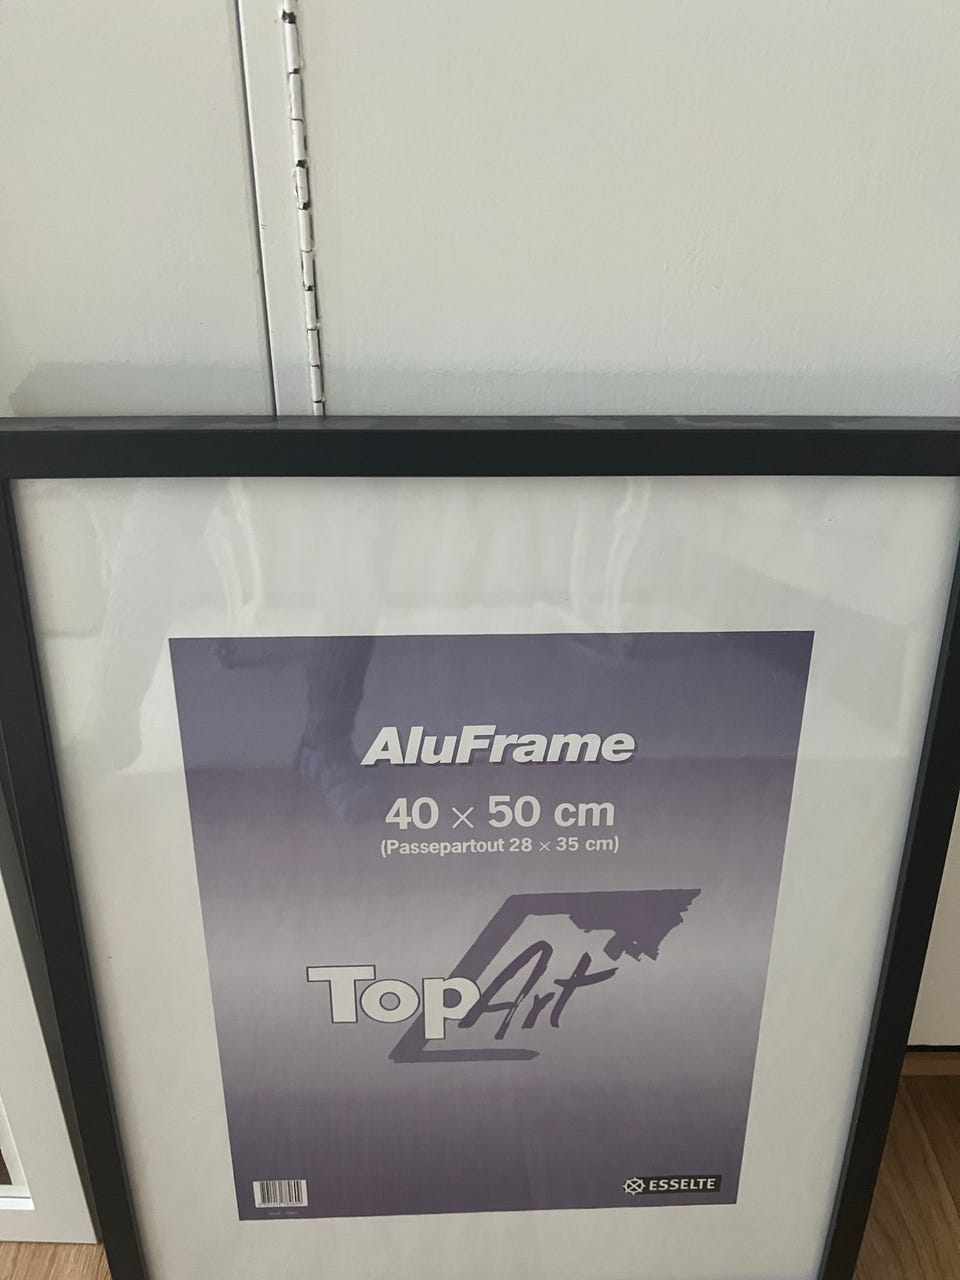 AluFrame
40 × 50 cm
(Passepartout 28 × 35 cm)
TopArt
ESSELTE